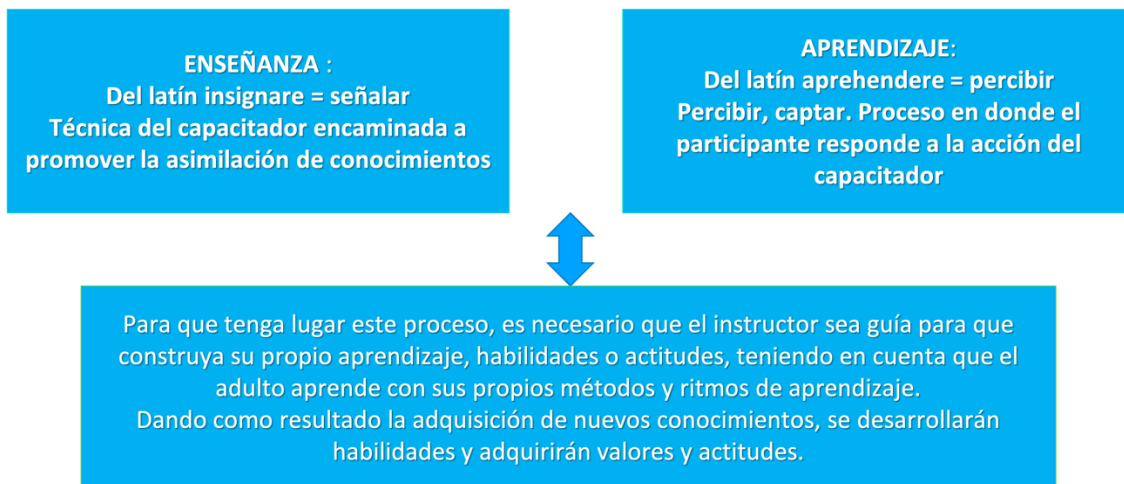 ENSEÑANZA :
Del latín insignare = señalar
Técnica del capacitador encaminada a
promover la asimilación de conocimientos
APRENDIZAJE:
Del latín aprehendere = percibir
Percibir, captar. Proceso en donde el
participante responde a la acción del
capacitador
Para que tenga lugar este proceso, es necesario que el instructor sea guía para que
construya su propio aprendizaje, habilidades o actitudes, teniendo en cuenta que el
adulto aprende con sus propios métodos y ritmos de aprendizaje.
Dando como resultado la adquisición de nuevos conocimientos, se desarrollarán
habilidades y adquirirán valores y actitudes.